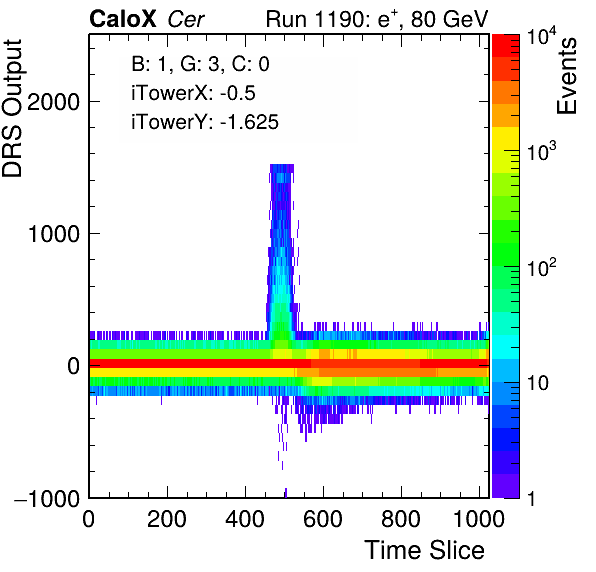 CaloX Cer Run 1190: e⁺, 80 GeV
B: 1, G: 3, C: 0
iTowerX: -0.5
iTowerY: -1.625
DRS Output
2000
1000
0
−1000
0 200 400 600 800 1000
Time Slice
Events
10⁴
10³
10²
10
1